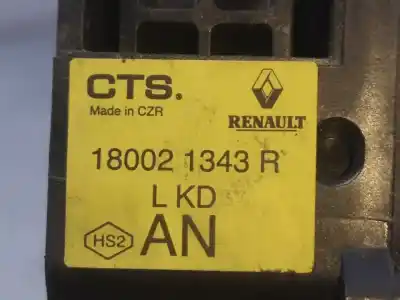 CTS.
Made in CZR
RENAULT
18002 1343 R
L KD
HS2
AN